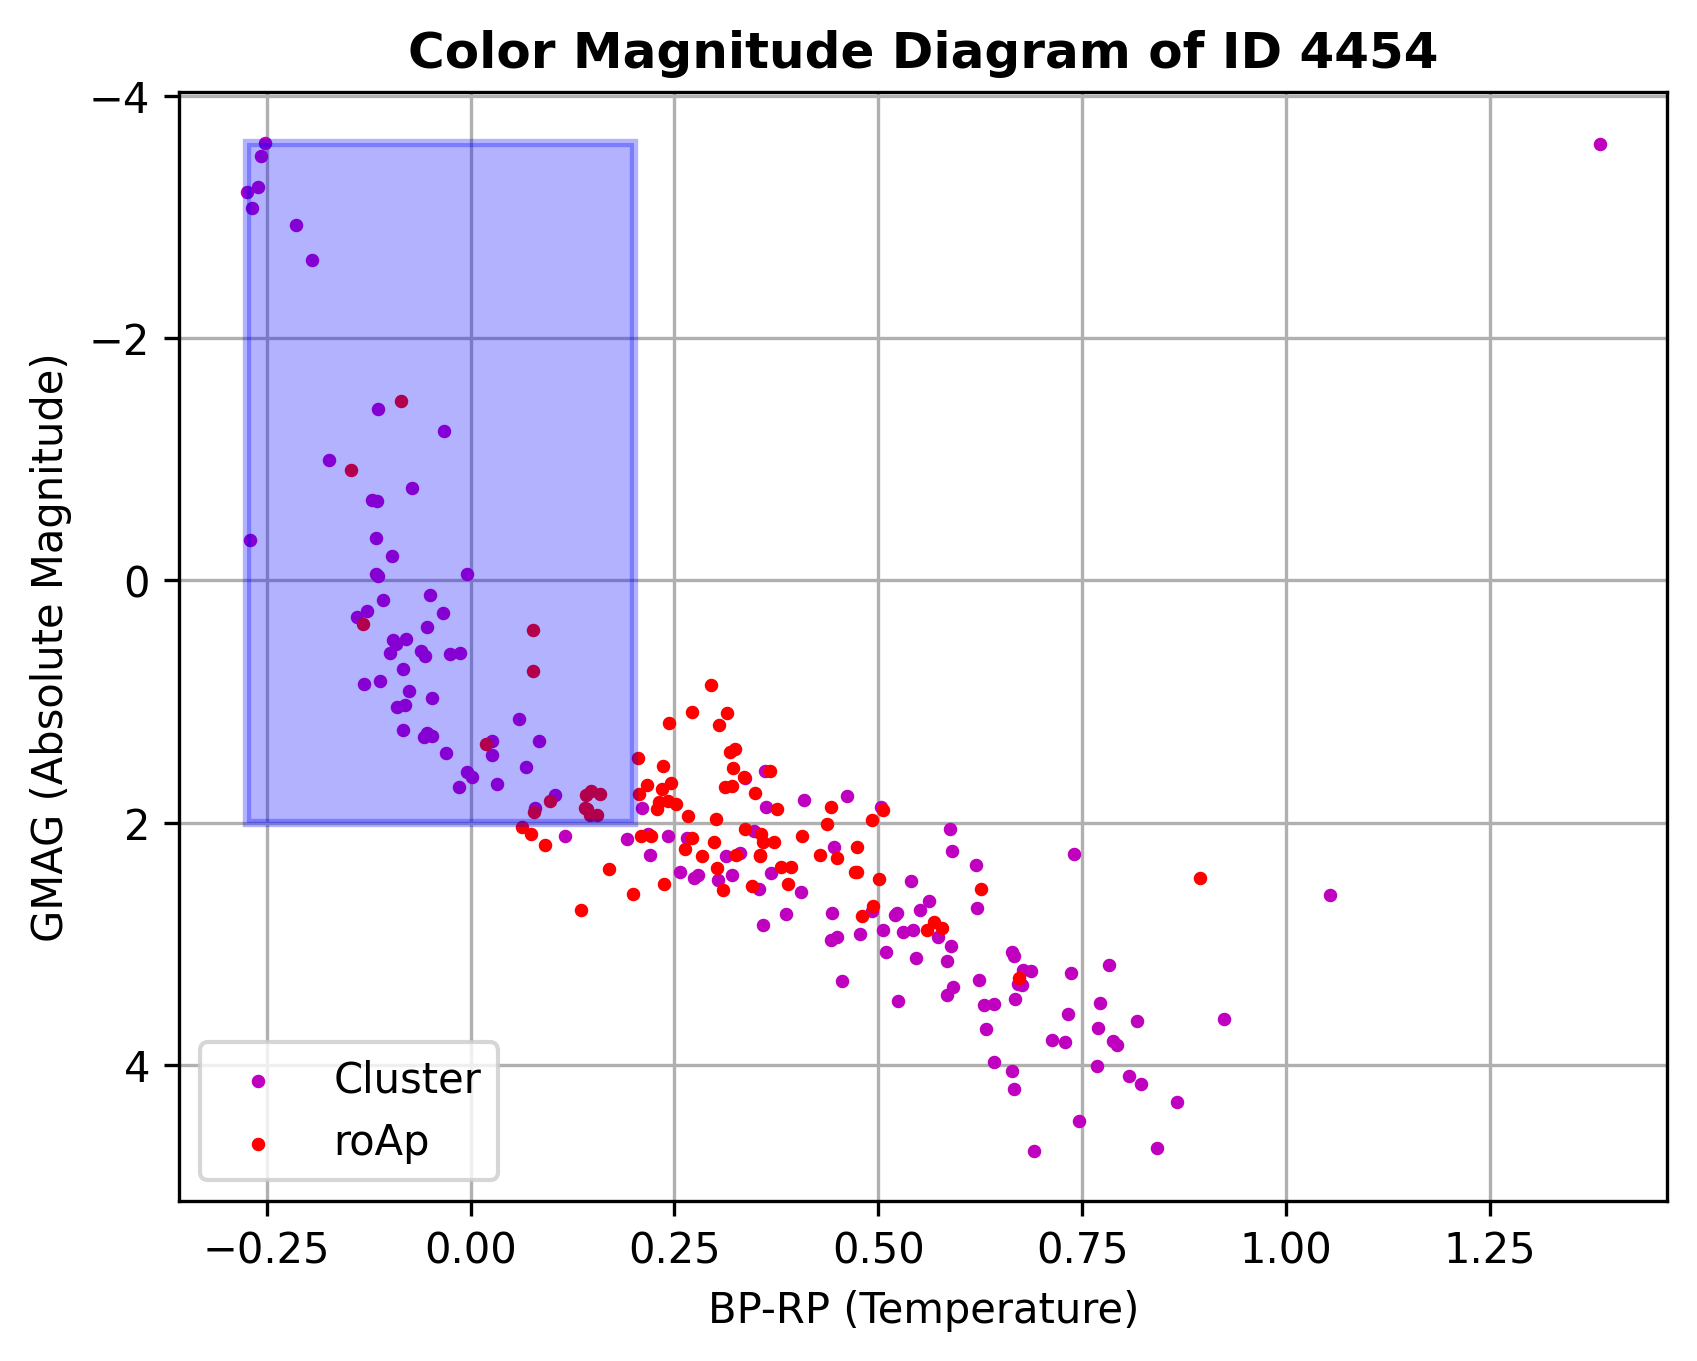 Color Magnitude Diagram of ID 4454
GMAG (Absolute Magnitude)
−4
−2
0
2
4
Cluster
roAp
−0.25 0.00 0.25 0.50 0.75 1.00 1.25
BP-RP (Temperature)